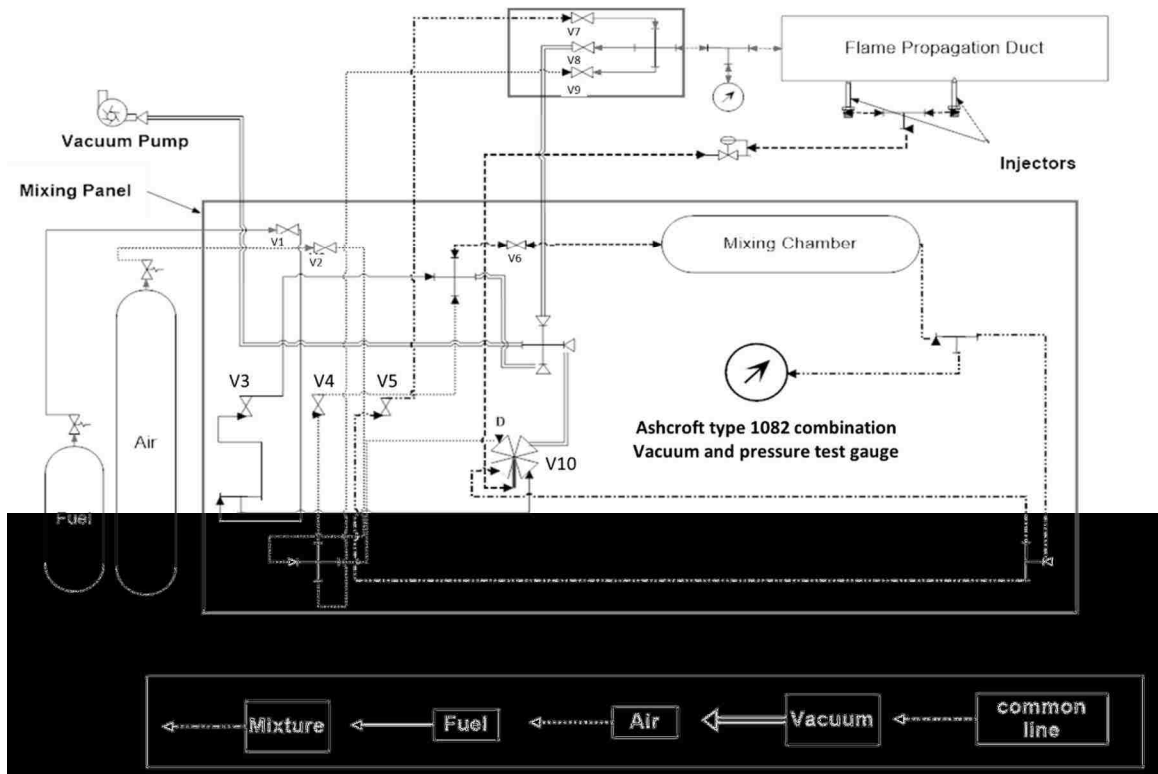 V7
V8
V9
Flame Propagation Duct
Vacuum Pump
Injectors
Mixing Panel
V1
V2
V6
Mixing Chamber
V3
V4
V5
Air
D
V10
Ashcroft type 1082 combination
Vacuum and pressure test gauge
Fuel
Mixture
Fuel
Air
Vacuum
common
line